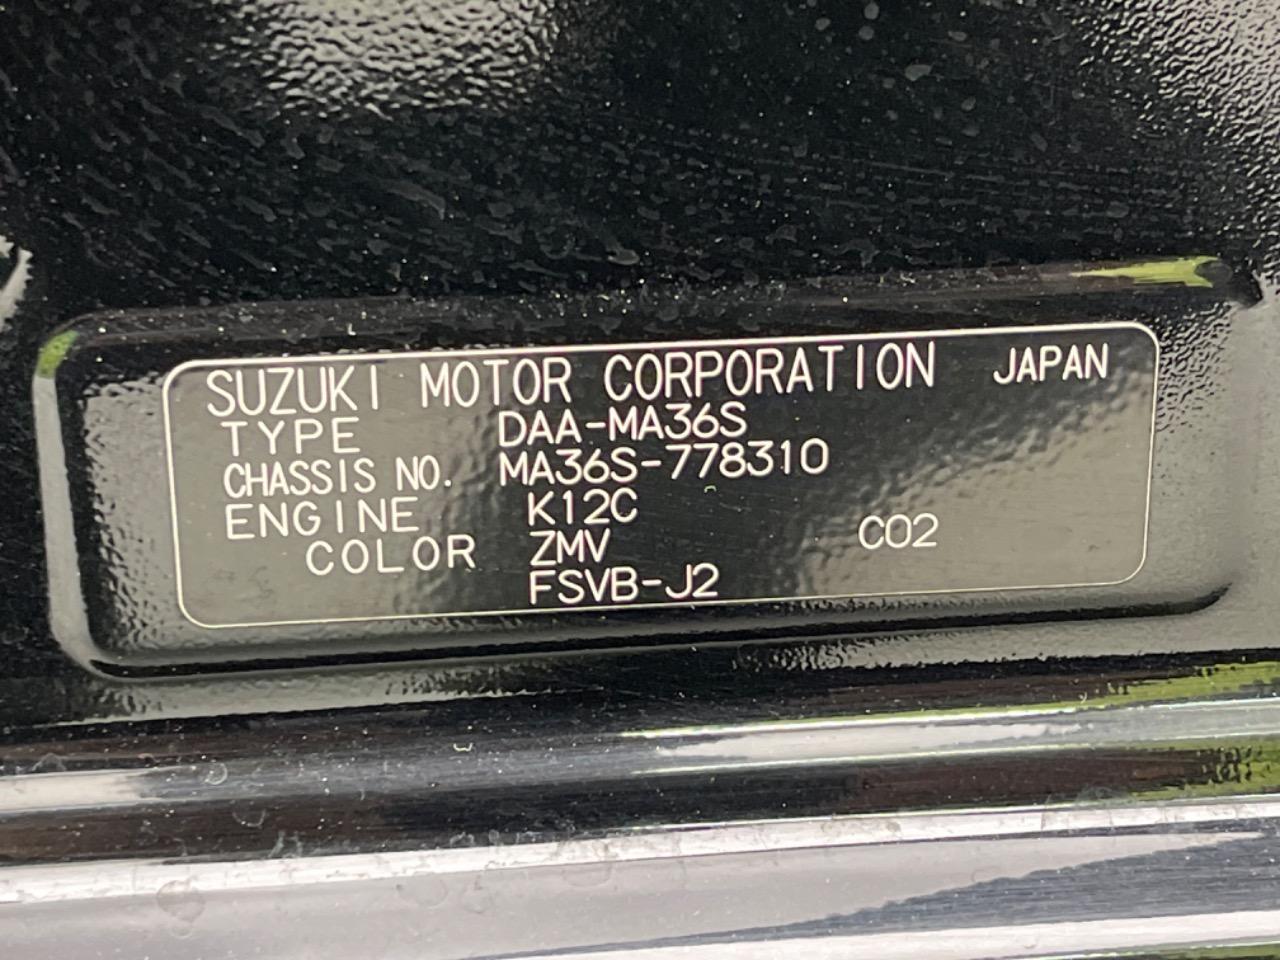 SUZUKI MOTOR CORPORATION JAPAN
TYPE DAA-MA36S
CHASSIS NO. MA36S-778310
ENGINE K12C
COLOR ZMV C02
FSVB-J2